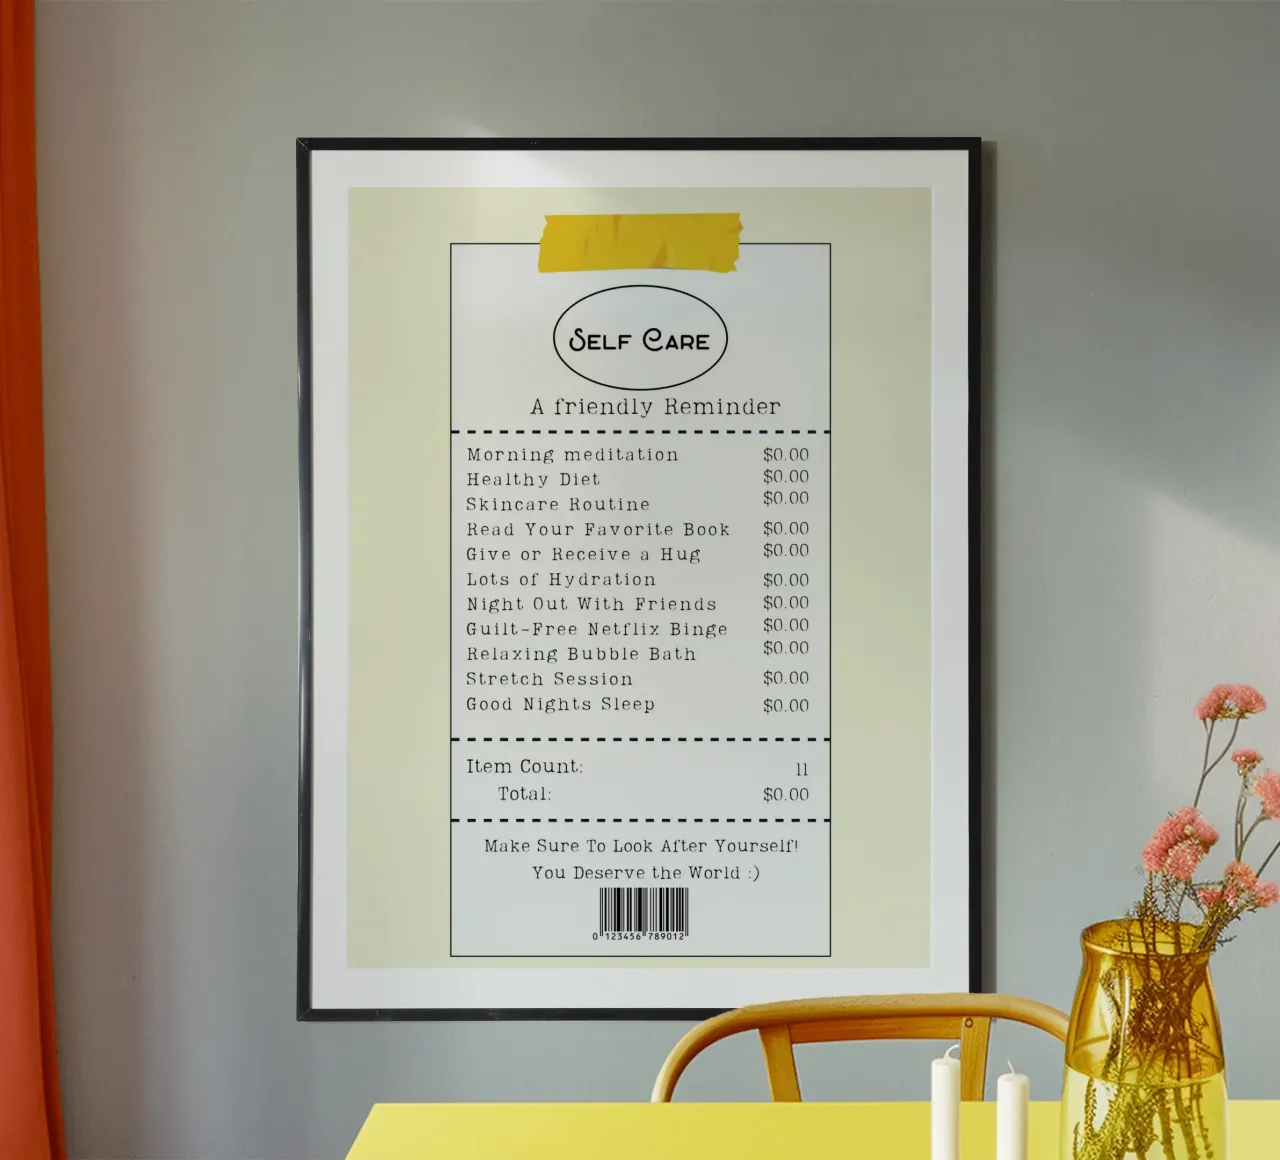 Self Care
A friendly Reminder
Morning meditation $0.00
Healthy Diet $0.00
Skincare Routine $0.00
Read Your Favorite Book $0.00
Give or Receive a Hug $0.00
Lots of Hydration $0.00
Night Out With Friends $0.00
Guilt-Free Netflix Binge $0.00
Relaxing Bubble Bath $0.00
Stretch Session $0.00
Good Nights Sleep $0.00
Item Count: 11
Total: $0.00
Make Sure To Look After Yourself!
You Deserve the World :)
0 123456 789012